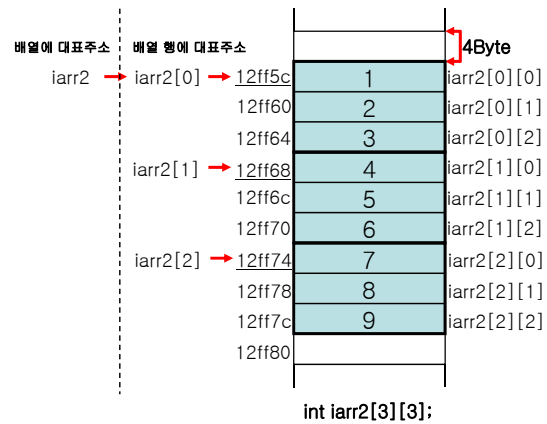 배열에 대표주소 배열 행에 대표주소 4Byte
iarr2 iarr2[0] 12ff5c 1 iarr2[0][0]
12ff60 2 iarr2[0][1]
12ff64 3 iarr2[0][2]
iarr2[1] 12ff68 4 iarr2[1][0]
12ff6c 5 iarr2[1][1]
12ff70 6 iarr2[1][2]
iarr2[2] 12ff74 7 iarr2[2][0]
12ff78 8 iarr2[2][1]
12ff7c 9 iarr2[2][2]
12ff80
int iarr2[3][3];